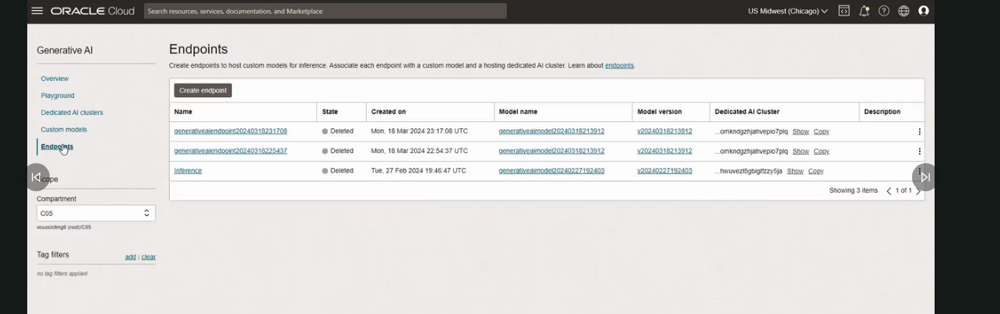 ORACLE Cloud
Search resources, services, documentation, and Marketplace
US Midwest (Chicago)
Generative AI
Overview
Playground
Dedicated AI clusters
Custom models
Endpoints
Scope
Compartment
C05
ocuocictrng6 (root)/C05
Tag filters
add | clear
no tag filters applied
Endpoints
Create endpoints to host custom models for inference. Associate each endpoint with a custom model and a hosting dedicated AI cluster. Learn about endpoints.
Create endpoint
Name State Created on Model name Model version Dedicated AI Cluster Description
generativeaiendpoint20240318231708 Deleted Mon, 18 Mar 2024 23:17:08 UTC generativeaimodel20240318213912 v20240318213912 ...omkndgzhjahvepio7plq Show Copy
generativeaiendpoint20240318225437 Deleted Mon, 18 Mar 2024 22:54:37 UTC generativeaimodel20240318213912 v20240318213912 ...omkndgzhjahvepio7plq Show Copy
Inference Deleted Tue, 27 Feb 2024 19:46:47 UTC generativeaimodel20240227192403 v20240227192403 Show Copy
Showing 3 items 1 of 1